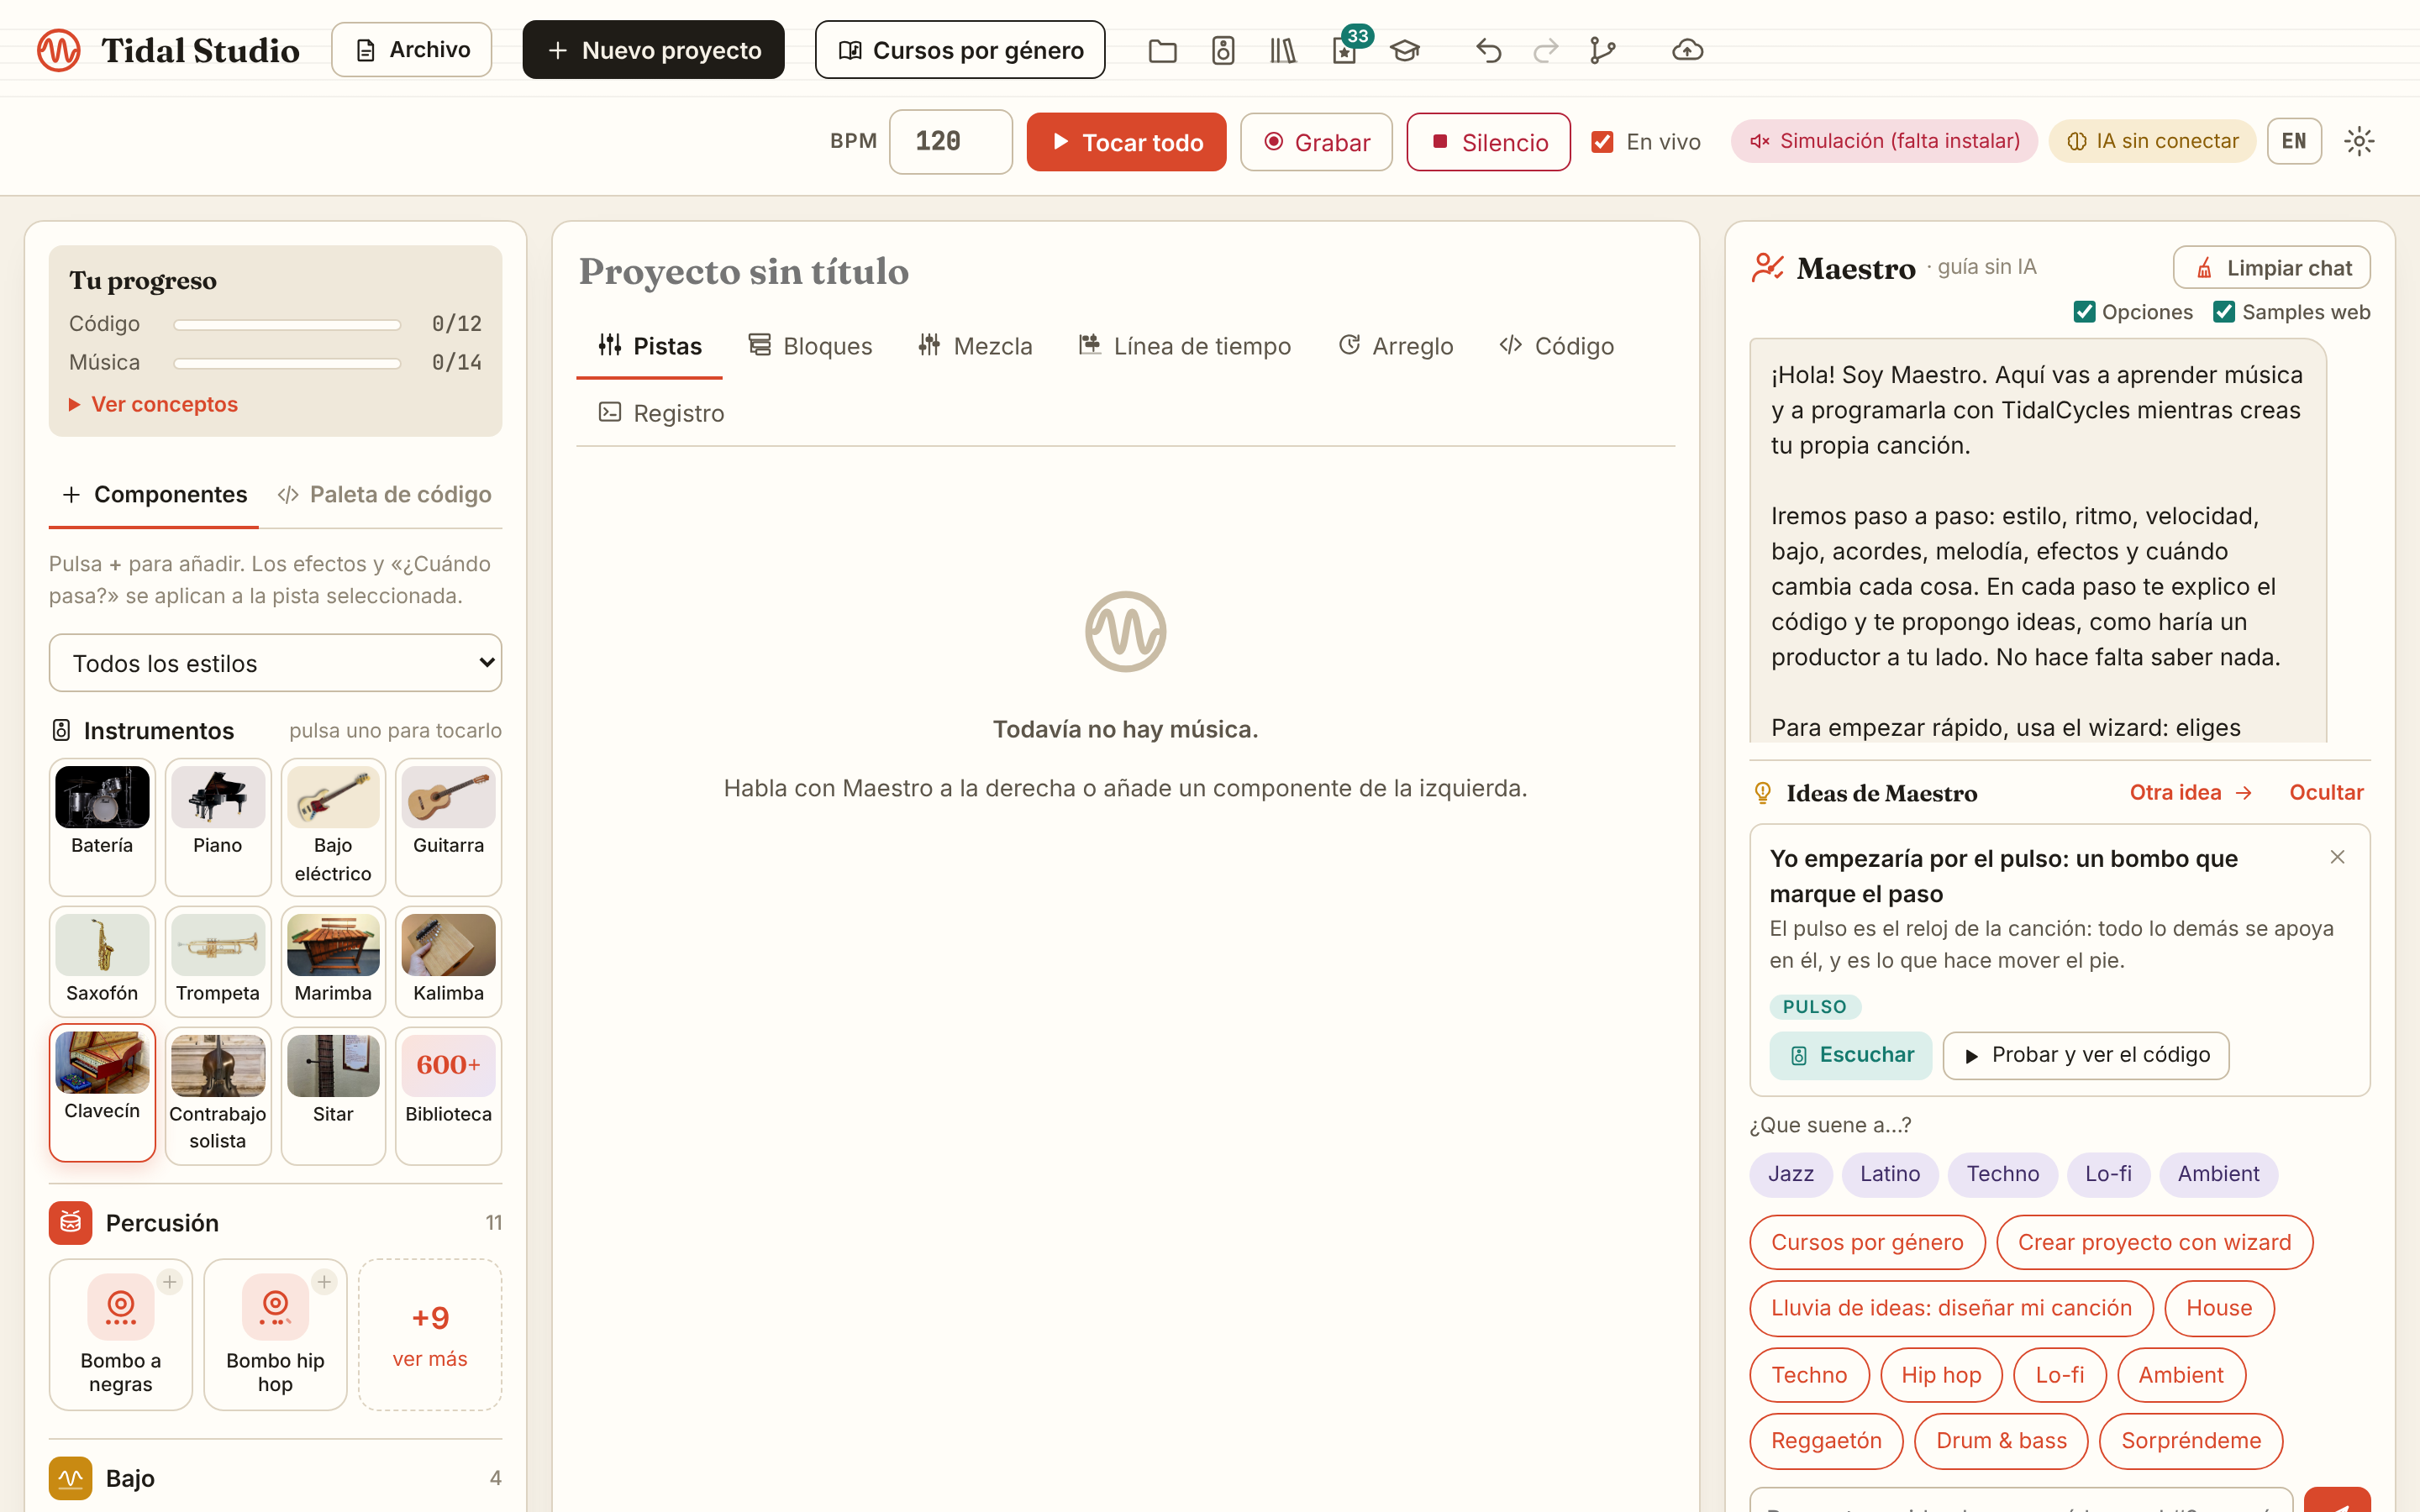 Tidal Studio
Archivo
Nuevo proyecto
Cursos por género
33
BPM
120
Tocar todo
Grabar
Silencio
En vivo
Simulación (falta instalar)
IA sin conectar
EN
Tu progreso
Código
0/12
Música
0/14
Ver conceptos
Componentes
Paleta de código
Pulsa + para añadir. Los efectos y «¿Cuándo
pasa?» se aplican a la pista seleccionada.
Todos los estilos
Instrumentos
pulsa uno para tocarlo
Batería
Piano
Bajo
eléctrico
Guitarra
Saxofón
Trompeta
Marimba
Kalimba
Clavecín
Contrabajo
solista
Sitar
600+
Biblioteca
Percusión
11
Bombo a
negras
Bombo hip
hop
+9
ver más
Bajo
4
Proyecto sin título
Pistas
Bloques
Mezcla
Línea de tiempo
Arreglo
Código
Registro
Todavía no hay música.
Habla con Maestro a la derecha o añade un componente de la izquierda.
Maestro
· guía sin IA
Limpiar chat
Opciones
Samples web
¡Hola! Soy Maestro. Aquí vas a aprender música
y a programarla con TidalCycles mientras creas
tu propia canción.
Iremos paso a paso: estilo, ritmo, velocidad,
bajo, acordes, melodía, efectos y cuándo
cambia cada cosa. En cada paso te explico el
código y te propongo ideas, como haría un
productor a tu lado. No hace falta saber nada.
Para empezar rápido, usa el wizard: eliges
Ideas de Maestro
Otra idea →
Ocultar
Yo empezaría por el pulso: un bombo que
marque el paso
El pulso es el reloj de la canción: todo lo demás se apoya
en él, y es lo que hace mover el pie.
PULSO
Escuchar
Probar y ver el código
¿Que suene a...?
Jazz
Latino
Techno
Lo-fi
Ambient
Cursos por género
Crear proyecto con wizard
Lluvia de ideas: diseñar mi canción
House
Techno
Hip hop
Lo-fi
Ambient
Reggaetón
Drum & bass
Sorpréndeme